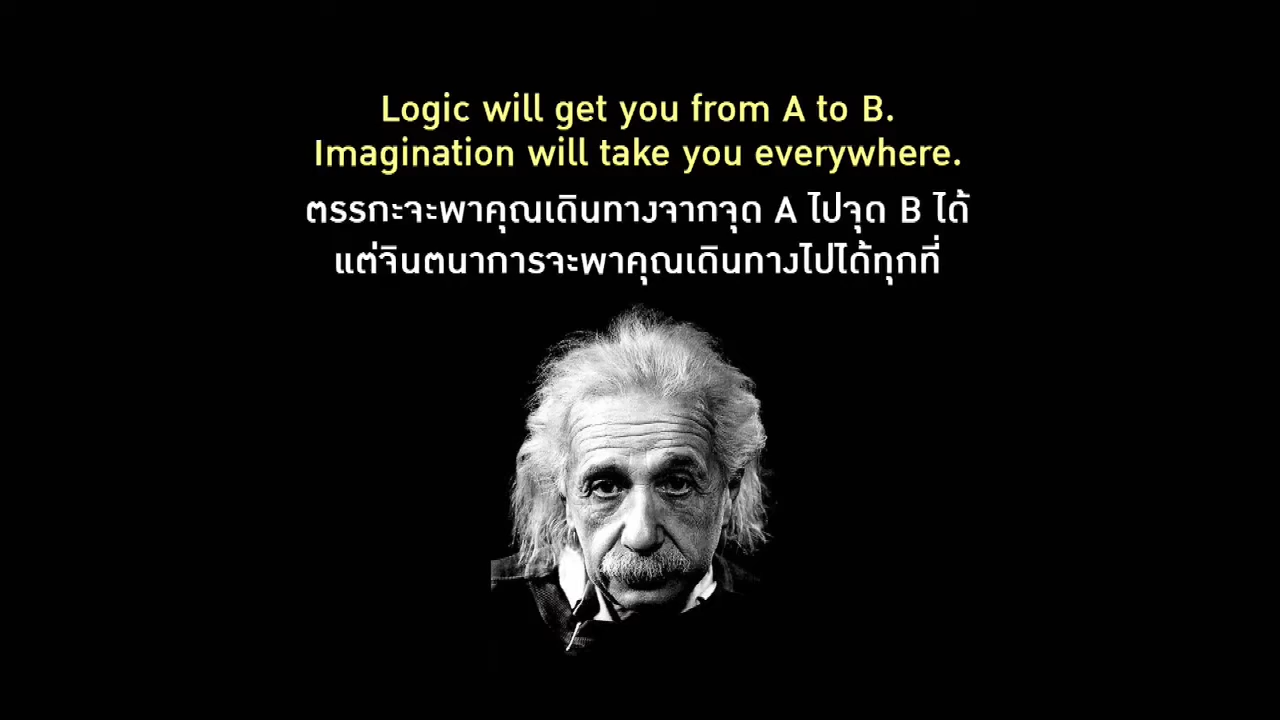 Logic will get you from A to B.
Imagination will take you everywhere.
ตรรกะจะพาคุณเดินทางจากจุด A ไปจุด B ได้
แต่จินตนาการจะพาคุณเดินทางไปได้ทุกที่